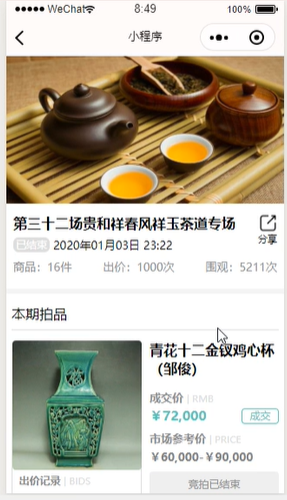 WeChat 8:49 100%
小程序
第三十二场贵和祥春风祥玉茶道专场
分享
已结束 2020年01月03日 23:22
商品：16件 出价：1000次 围观：5211次
本期拍品
青花十二金钗鸡心杯
（邹俊）
成交价 | RMB
￥72,000 成交
市场参考价 | PRICE
￥60,000-￥90,000
出价记录 | BIDS
竞拍已结束